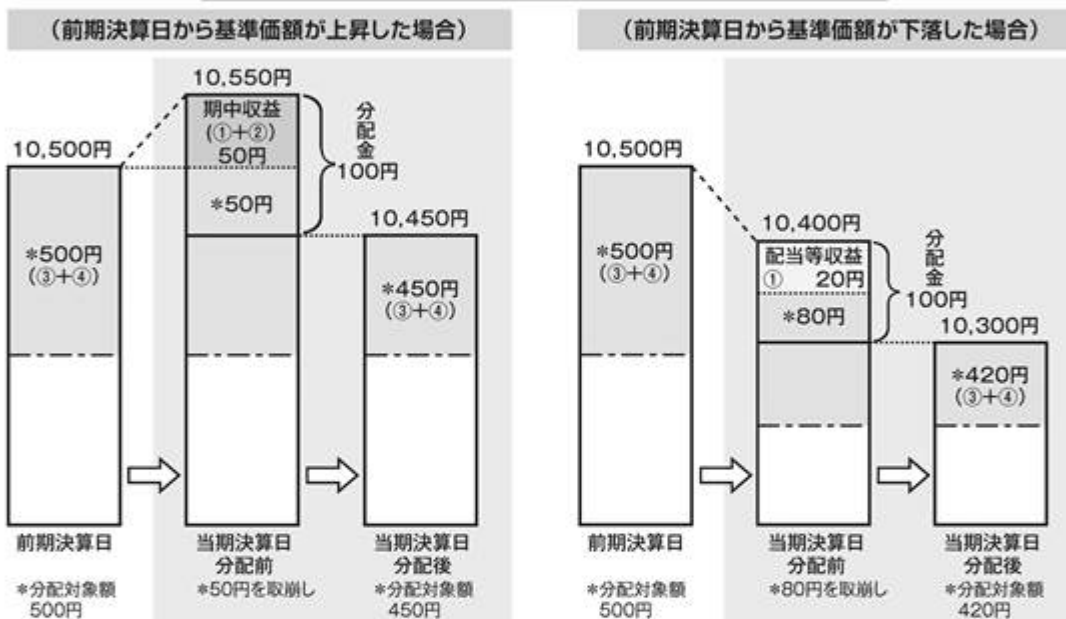 (前期決算日から基準価額が上昇した場合)
10,550円
期中収益
(①+②)
50円
*50円
分配金
100円
10,500円
*500円
(③+④)
10,450円
*450円
(③+④)
前期決算日
*分配対象額
500円
当期決算日
分配前
*50円を取崩し
当期決算日
分配後
*分配対象額
450円
(前期決算日から基準価額が下落した場合)
10,500円
*500円
(③+④)
10,400円
配当等収益
① 20円
*80円
分配金
100円
10,300円
*420円
(③+④)
前期決算日
*分配対象額
500円
当期決算日
分配前
*80円を取崩し
当期決算日
分配後
*分配対象額
420円